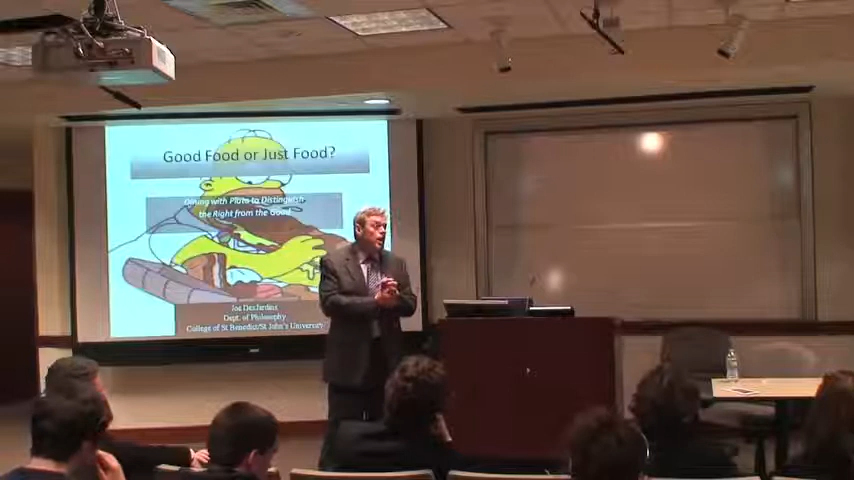 Good Food or Just Food?
Dining with Plato to Distinguish
the Right from the Good
Joe DesJardins
Dept. of Philosophy
College of St Benedict/St John's University